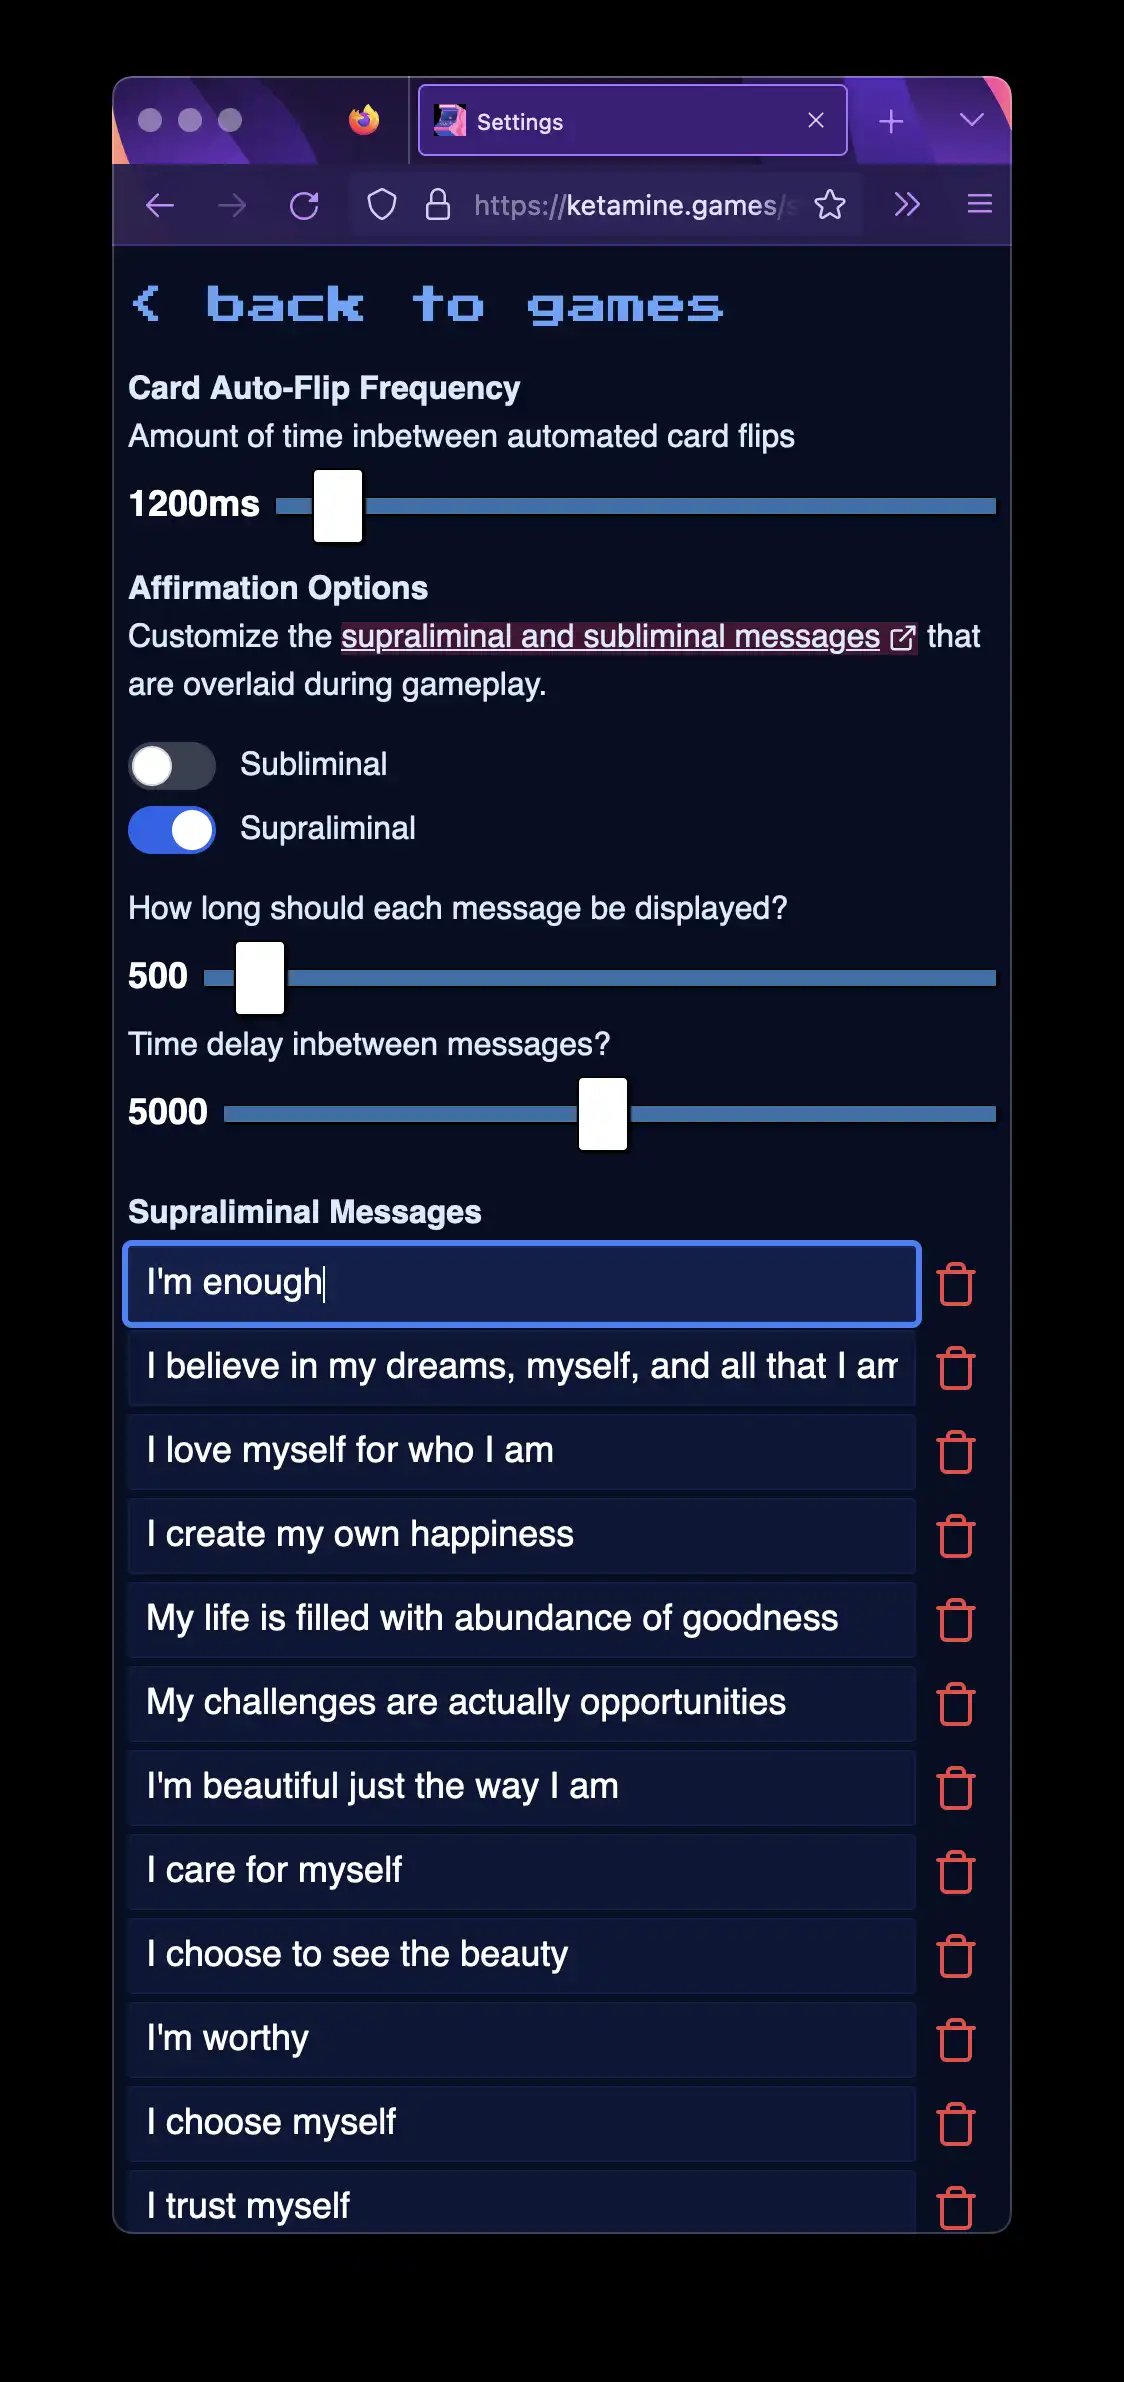 Settings
https://ketamine.games/
< back to games
Card Auto-Flip Frequency
Amount of time inbetween automated card flips
1200ms
Affirmation Options
Customize the supraliminal and subliminal messages that
are overlaid during gameplay.
Subliminal
Supraliminal
How long should each message be displayed?
500
Time delay inbetween messages?
5000
Supraliminal Messages
I'm enough
I believe in my dreams, myself, and all that I am
I love myself for who I am
I create my own happiness
My life is filled with abundance of goodness
My challenges are actually opportunities
I'm beautiful just the way I am
I care for myself
I choose to see the beauty
I'm worthy
I choose myself
I trust myself